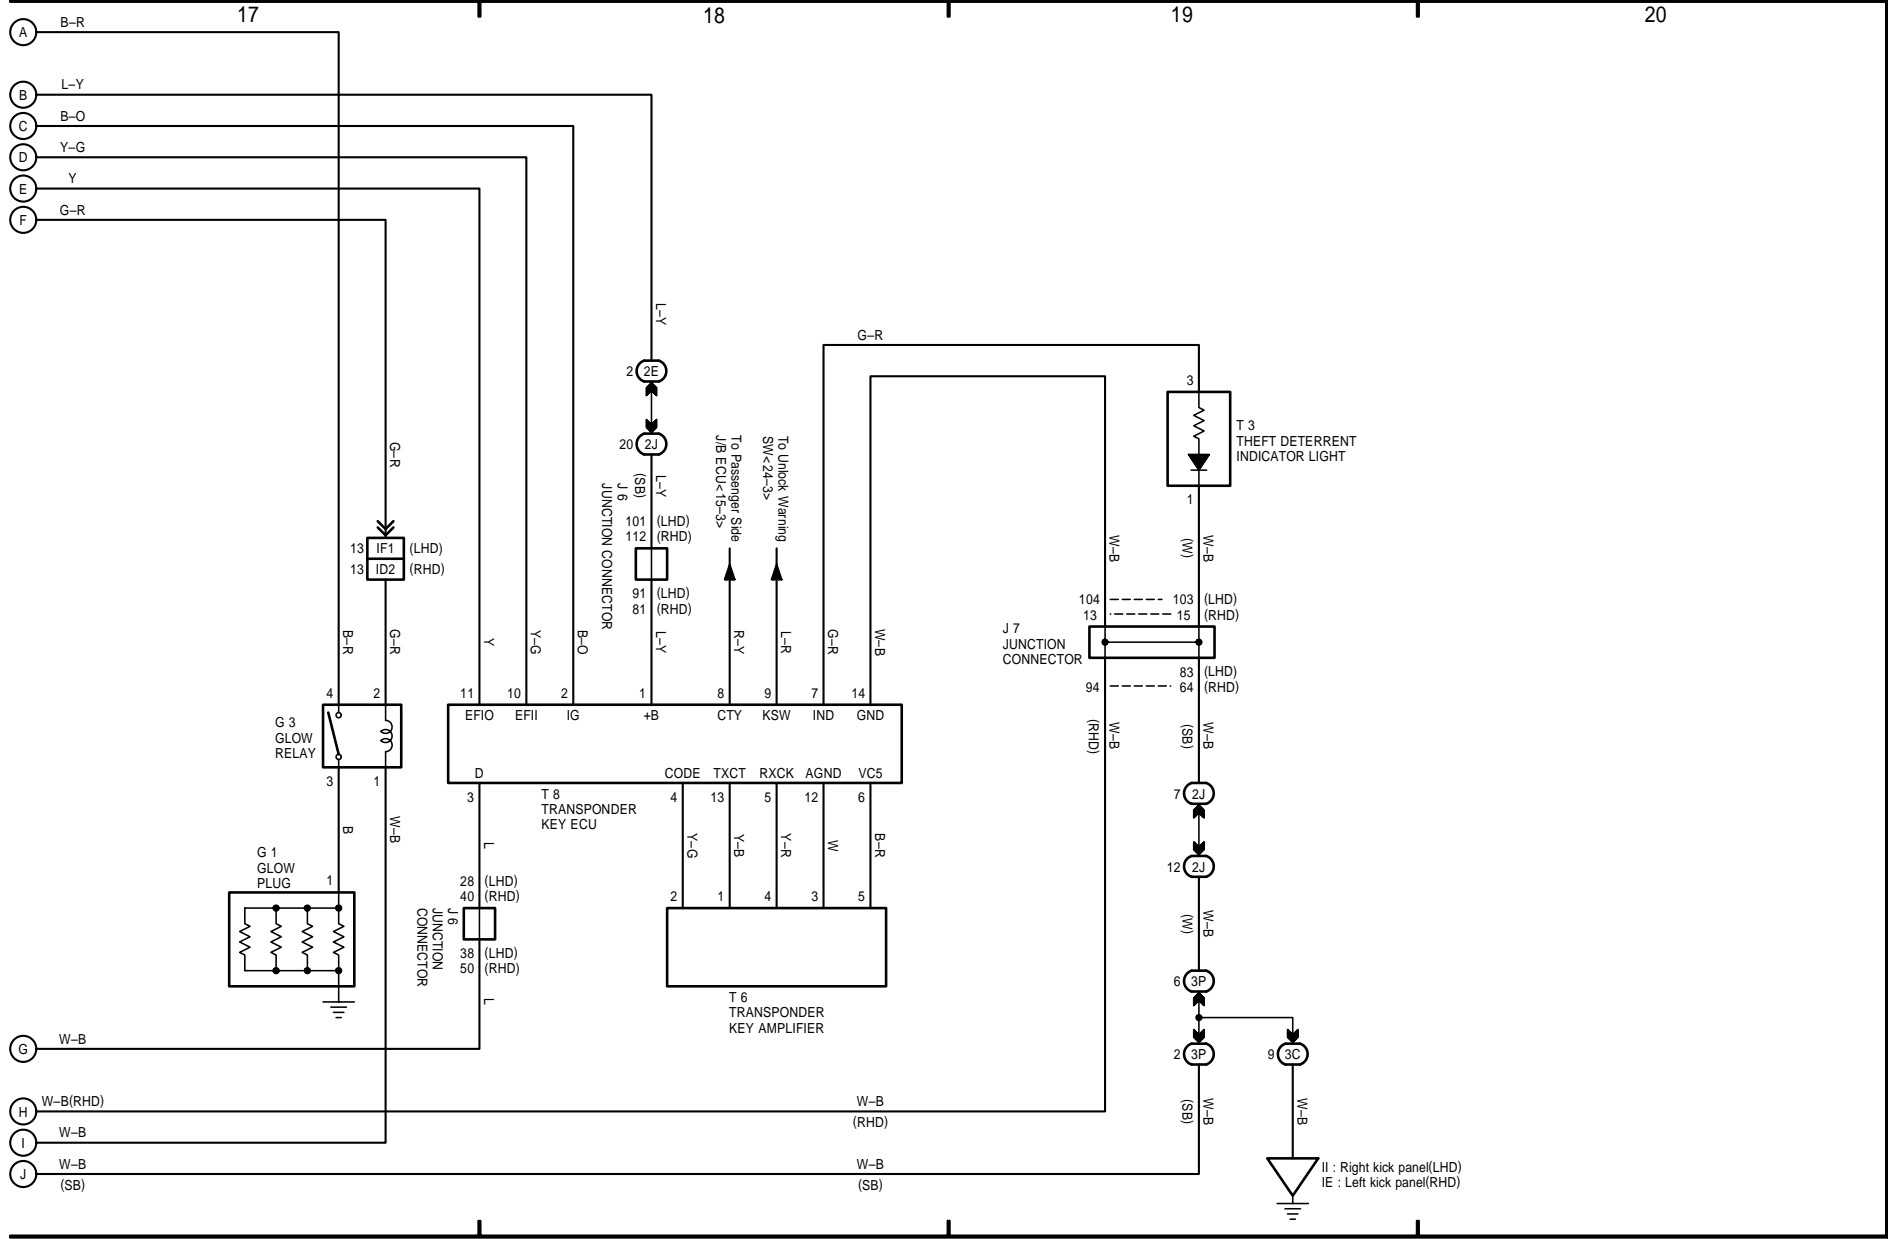 17
18
19
20
A
B–R
B
L–Y
C
B–O
D
Y–G
E
Y
F
G–R
L–Y
2 2E
20 2J
(SB)
L–Y
J 6
JUNCTION CONNECTOR
101 (LHD)
112 (RHD)
91 (LHD)
81 (RHD)
To Passenger Side
J/B ECU<15–3>
To Unlock Warning
SW<24–3>
G–R
3
T 3
THEFT DETERRENT
INDICATOR LIGHT
1
G–R
13 IF1 (LHD)
13 ID2 (RHD)
W–B
(W)
W–B
104 103 (LHD)
13 15 (RHD)
J 7
JUNCTION
CONNECTOR
83 (LHD)
94 64 (RHD)
B–R
G–R
Y
Y–G
B–O
L–Y
R–Y
L–R
G–R
W–B
4
2
11
10
2
1
8
9
7
14
EFIO
EFII
IG
+B
CTY
KSW
IND
GND
G 3
GLOW
RELAY
(RHD)
W–B
(SB)
W–B
D
CODE
TXCT
RXCK
AGND
VC5
3
1
3
T 8
TRANSPONDER
KEY ECU
4
13
5
12
6
7 2J
B
W–B
L
Y–G
Y–B
Y–R
W
B–R
12 2J
G 1
GLOW
PLUG
1
28 (LHD)
40 (RHD)
J 6
JUNCTION
CONNECTOR
38 (LHD)
50 (RHD)
L
2
1
4
3
5
(W)
W–B
T 6
TRANSPONDER
KEY AMPLIFIER
6 3P
2 3P
9 3C
G
W–B
H
W–B(RHD)
W–B
(RHD)
(SB)
W–B
W–B
I
W–B
J
W–B
(SB)
W–B
(SB)
II : Right kick panel(LHD)
IE : Left kick panel(RHD)